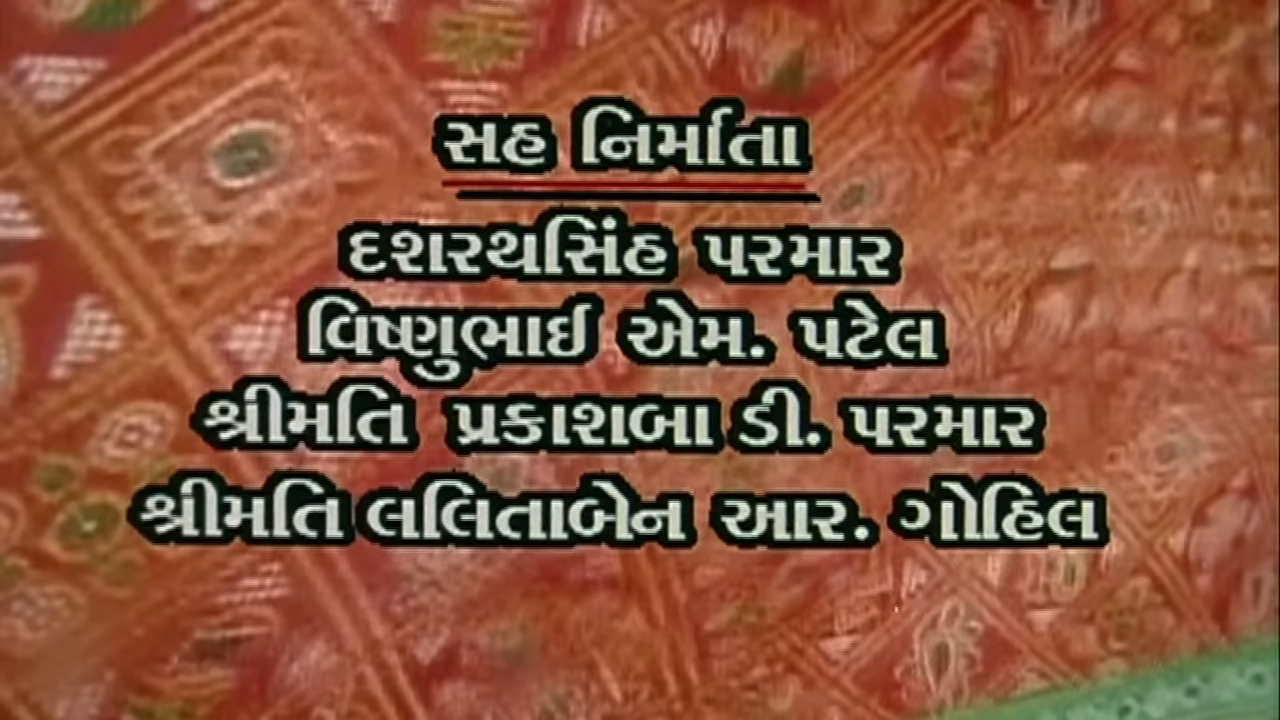 સહ નિર્માતા
દશરથસિંહ પરમાર
વિષ્ણુભાઈ એમ. પટેલ
શ્રીમતિ પ્રકાશબા ડી. પરમાર
શ્રીમતિ લલિતાબેન આર. ગોહિલ